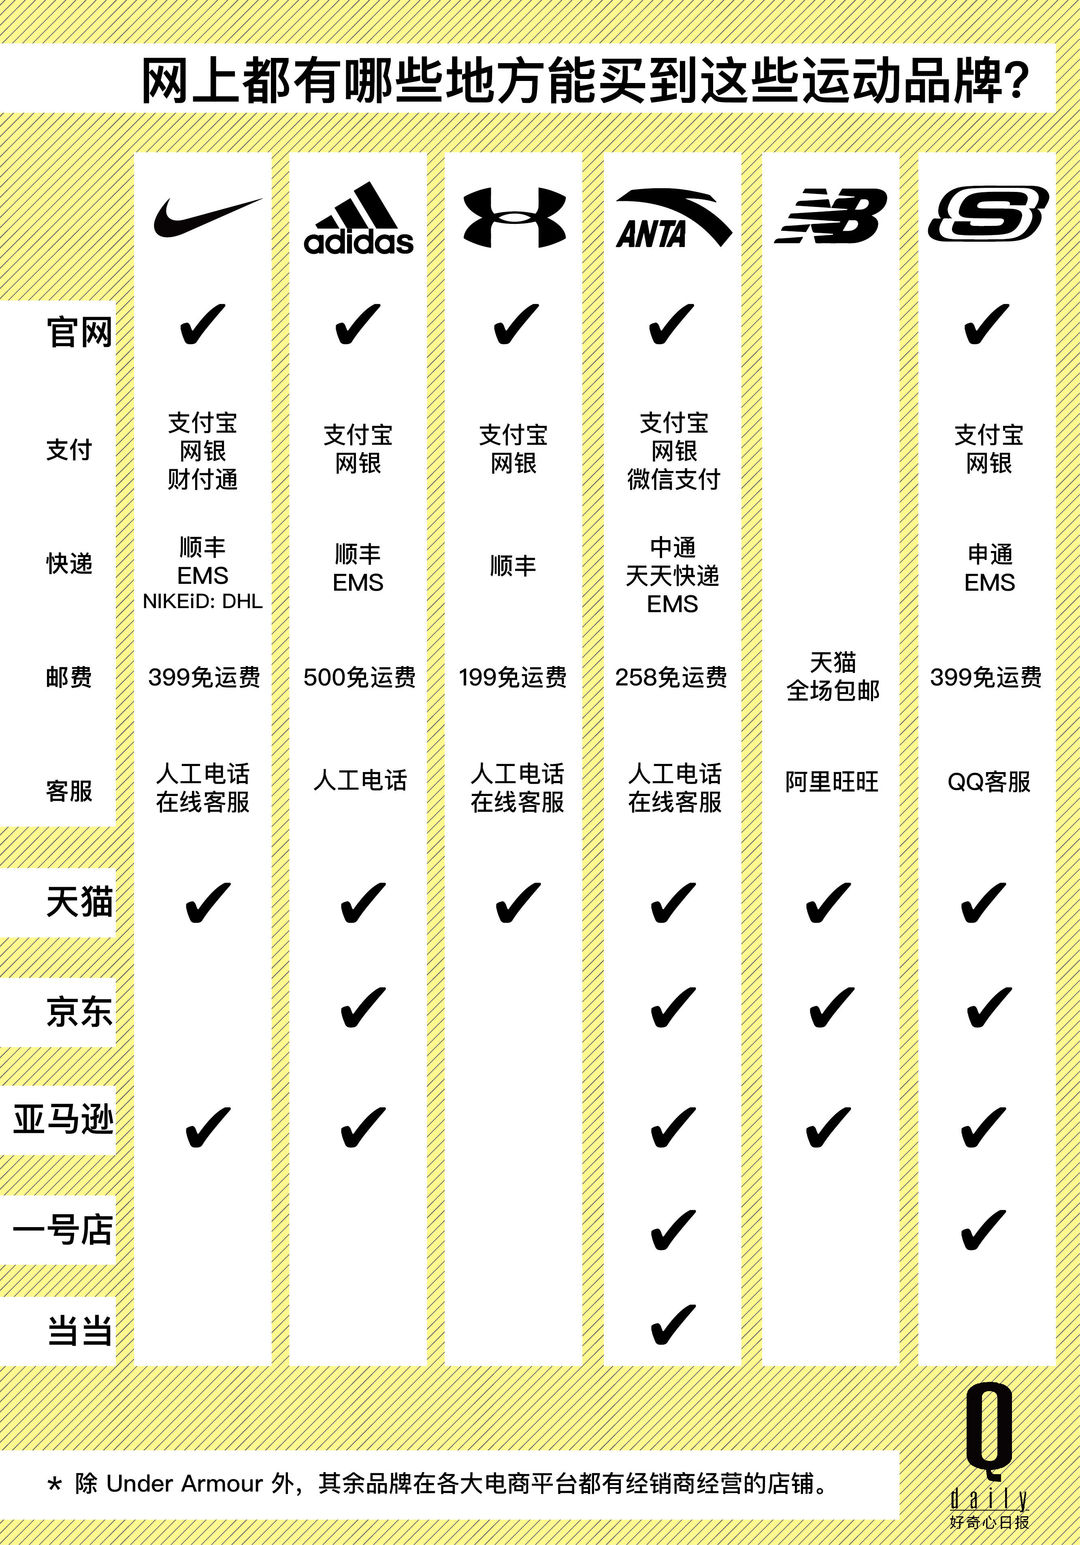 网上都有哪些地方能买到这些运动品牌?
adidas
ANTA
NB
S
官网 ✔ ✔ ✔ ✔ ✔
支付
支付宝
网银
财付通
支付宝
网银
支付宝
网银
支付宝
网银
微信支付
支付宝
网银
快递
顺丰
EMS
NIKEiD: DHL
顺丰
EMS
顺丰
中通
天天快递
EMS
申通
EMS
邮费
399免运费
500免运费
199免运费
258免运费
天猫
全场包邮
399免运费
客服
人工电话
在线客服
人工电话
人工电话
在线客服
人工电话
在线客服
阿里旺旺
QQ客服
天猫 ✔ ✔ ✔ ✔ ✔ ✔
京东 ✔ ✔ ✔ ✔
亚马逊 ✔ ✔ ✔ ✔ ✔
一号店 ✔ ✔
当当 ✔
* 除 Under Armour 外，其余品牌在各大电商平台都有经销商经营的店铺。
Q
daily
好奇心日报